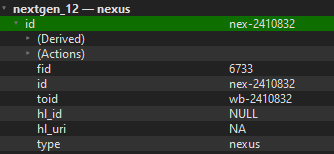 nextgen_12 — nexus
id nex-2410832
(Derived)
(Actions)
fid 6733
id nex-2410832
toid wb-2410832
hl_id NULL
hl_uri NA
type nexus